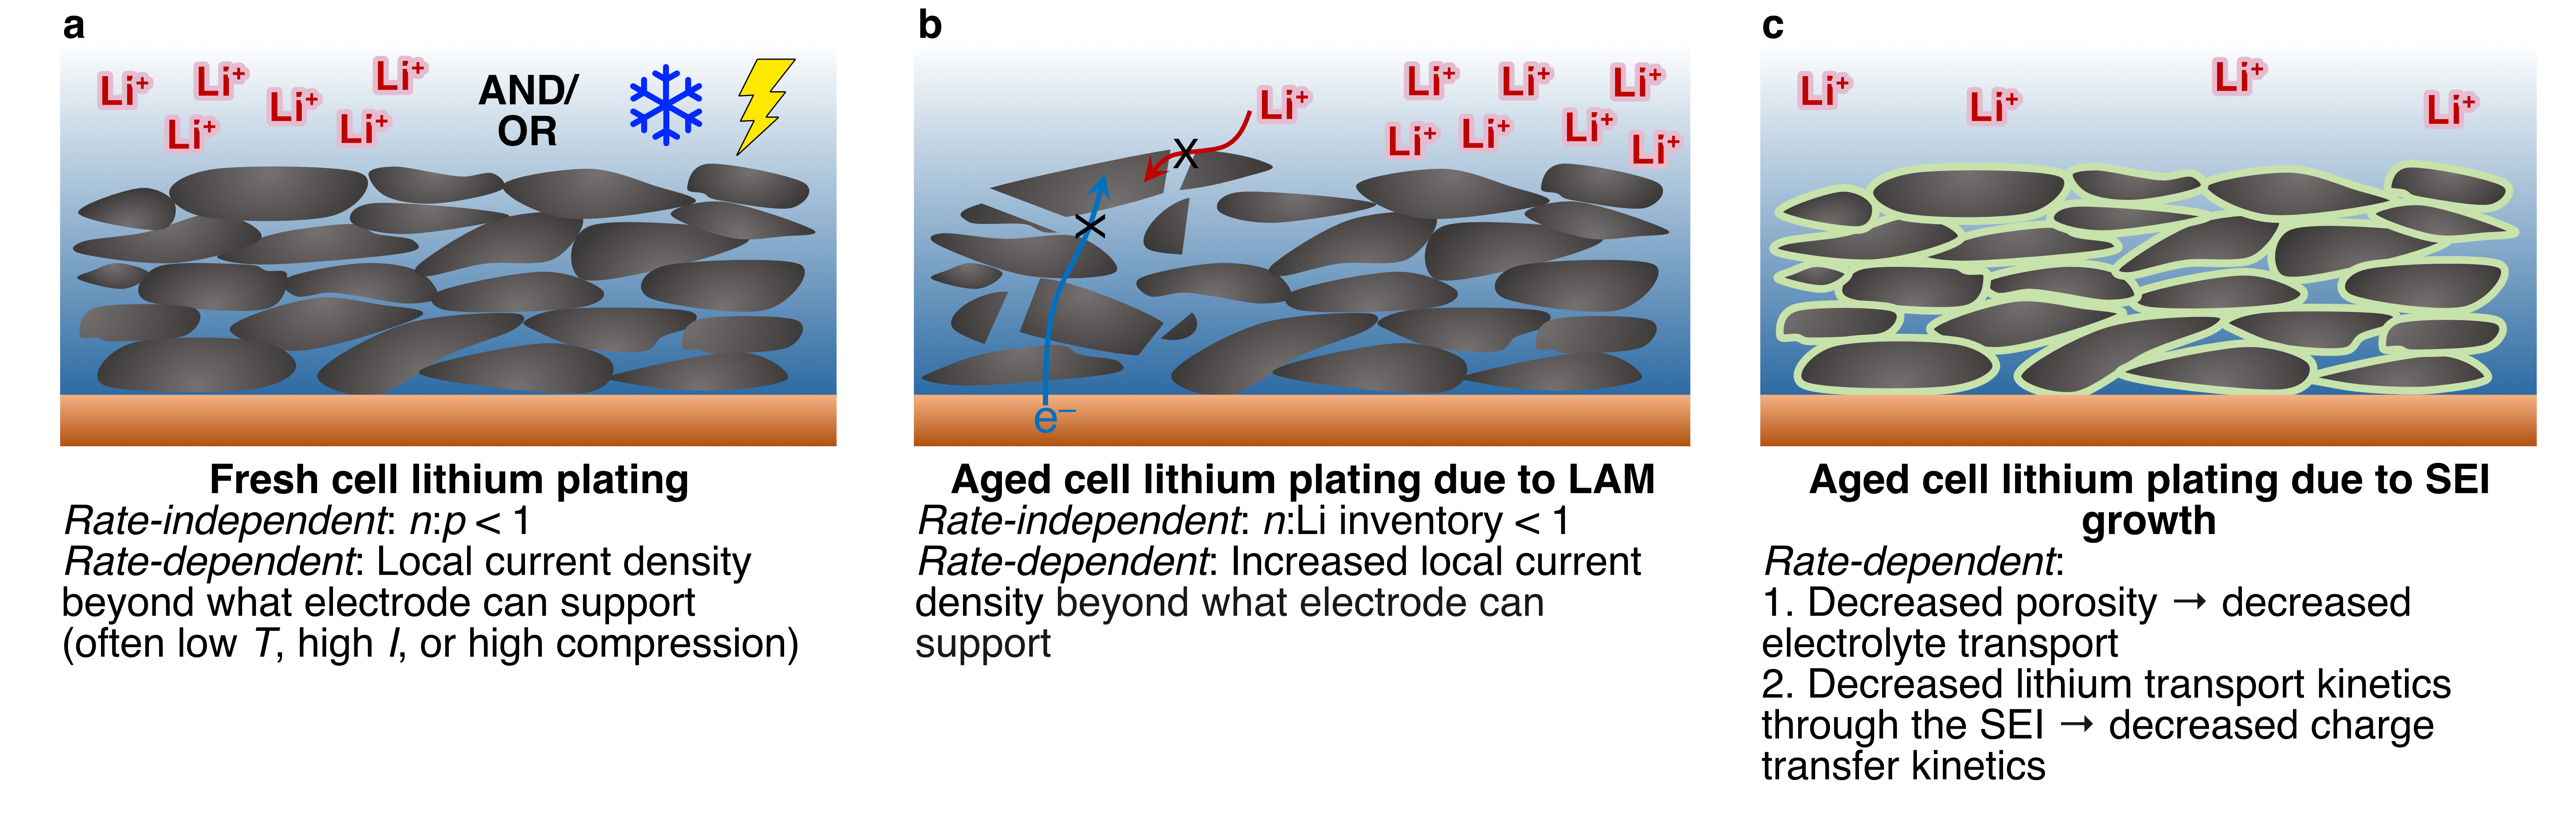 a
Li⁺ Li⁺ Li⁺ Li⁺ Li⁺ Li⁺
AND/
OR
Fresh cell lithium plating
Rate-independent: n:p < 1
Rate-dependent: Local current density
beyond what electrode can support
(often low T, high I, or high compression)
b
Li⁺
Li⁺ Li⁺ Li⁺
Li⁺ Li⁺ Li⁺ Li⁺
X
X
e⁻
Aged cell lithium plating due to LAM
Rate-independent: n:Li inventory < 1
Rate-dependent: Increased local current
density beyond what electrode can
support
c
Li⁺ Li⁺ Li⁺ Li⁺
Aged cell lithium plating due to SEI
growth
Rate-dependent:
1. Decreased porosity → decreased
electrolyte transport
2. Decreased lithium transport kinetics
through the SEI → decreased charge
transfer kinetics